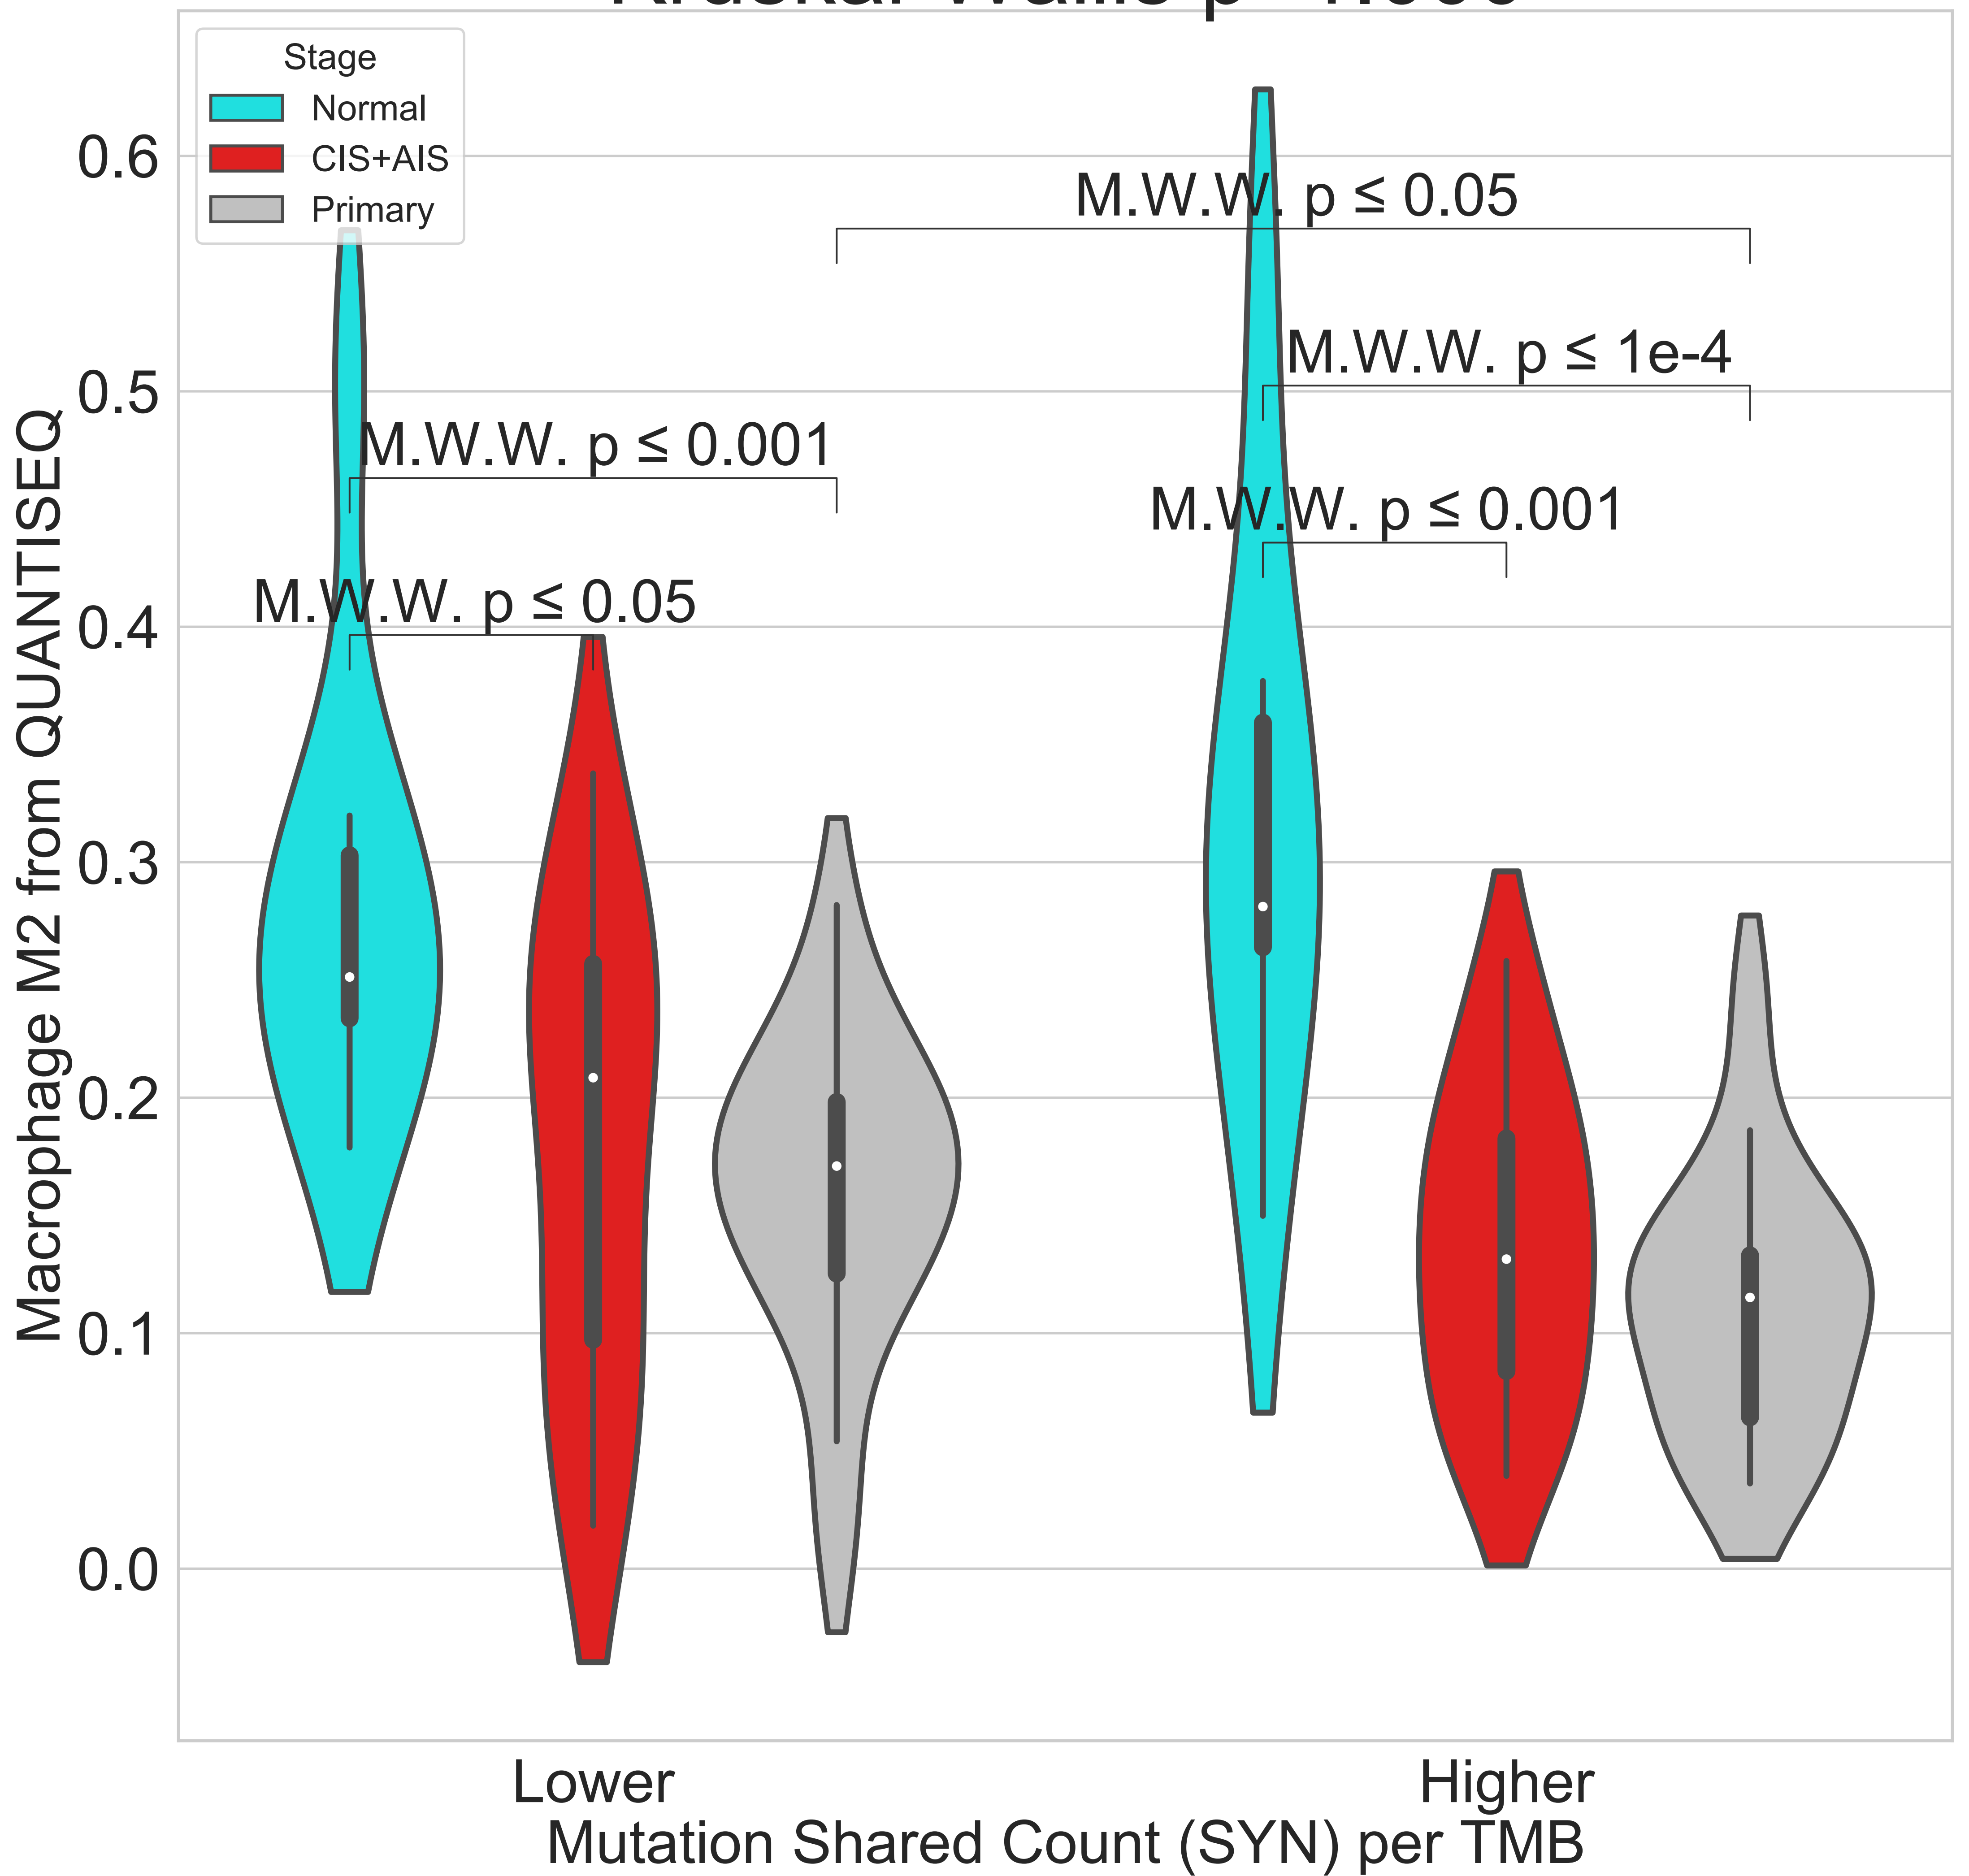 Stage
Normal
CIS+AIS
Primary
0.6
0.5
0.4
0.3
0.2
0.1
0.0
Macrophage M2 from QUANTISEQ
M.W.W. p ≤ 0.05
M.W.W. p ≤ 1e-4
M.W.W. p ≤ 0.001
M.W.W. p ≤ 0.001
M.W.W. p ≤ 0.05
Lower
Higher
Mutation Shared Count (SYN) per TMB